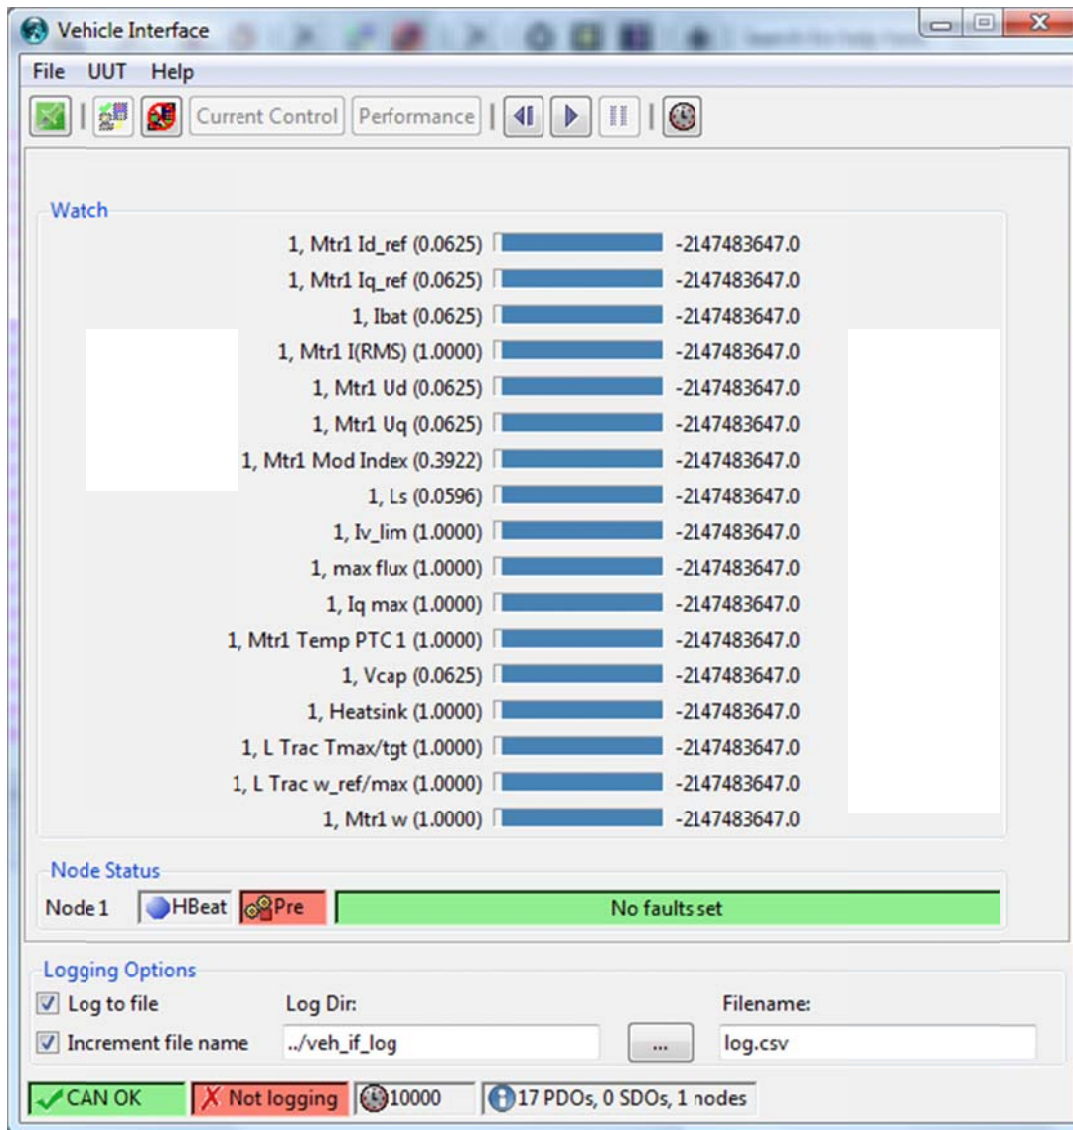 Vehicle Interface
File UUT Help
Current Control Performance
Watch
1, Mtr1 Id_ref (0.0625) -2147483647.0
1, Mtr1 Iq_ref (0.0625) -2147483647.0
1, Ibat (0.0625) -2147483647.0
1, Mtr1 I(RMS) (1.0000) -2147483647.0
1, Mtr1 Ud (0.0625) -2147483647.0
1, Mtr1 Uq (0.0625) -2147483647.0
1, Mtr1 Mod Index (0.3922) -2147483647.0
1, Ls (0.0596) -2147483647.0
1, Iv_lim (1.0000) -2147483647.0
1, max flux (1.0000) -2147483647.0
1, Iq max (1.0000) -2147483647.0
1, Mtr1 Temp PTC 1 (1.0000) -2147483647.0
1, Vcap (0.0625) -2147483647.0
1, Heatsink (1.0000) -2147483647.0
1, L Trac Tmax/tgt (1.0000) -2147483647.0
1, L Trac w_ref/max (1.0000) -2147483647.0
1, Mtr1 w (1.0000) -2147483647.0
Node Status
Node 1 HBeat Pre No faults set
Logging Options
Log to file Log Dir: Filename:
Increment file name ../veh_if_log ... log.csv
CAN OK Not logging 10000 17 PDOs, 0 SDOs, 1 nodes